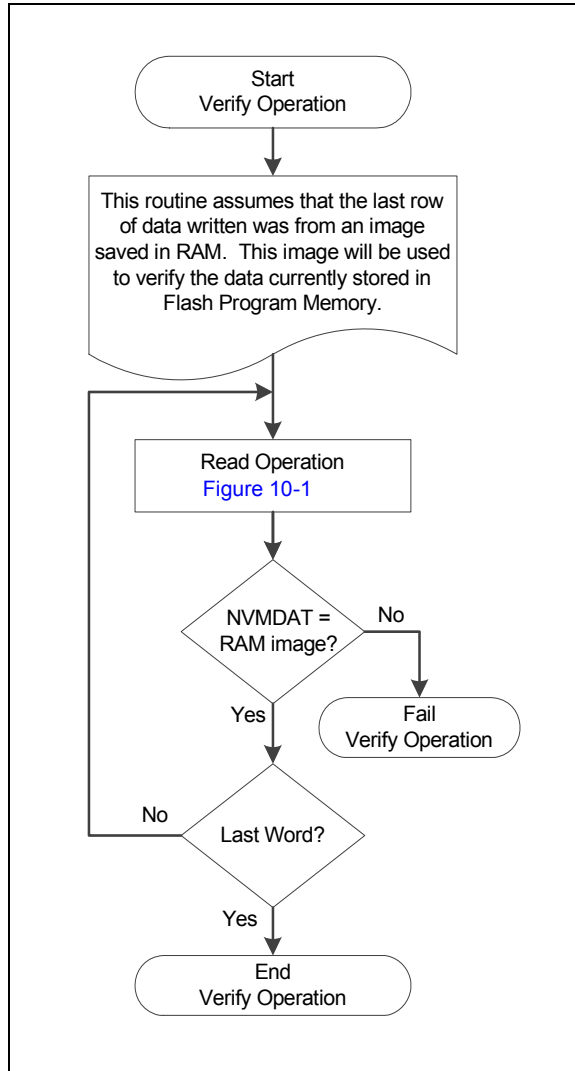 Start
Verify Operation
This routine assumes that the last row
of data written was from an image
saved in RAM.  This image will be used
to verify the data currently stored in
Flash Program Memory.
Read Operation
Figure 10-1
NVMDAT =
RAM image?
No
Yes
Fail
Verify Operation
No
Last Word?
Yes
End
Verify Operation